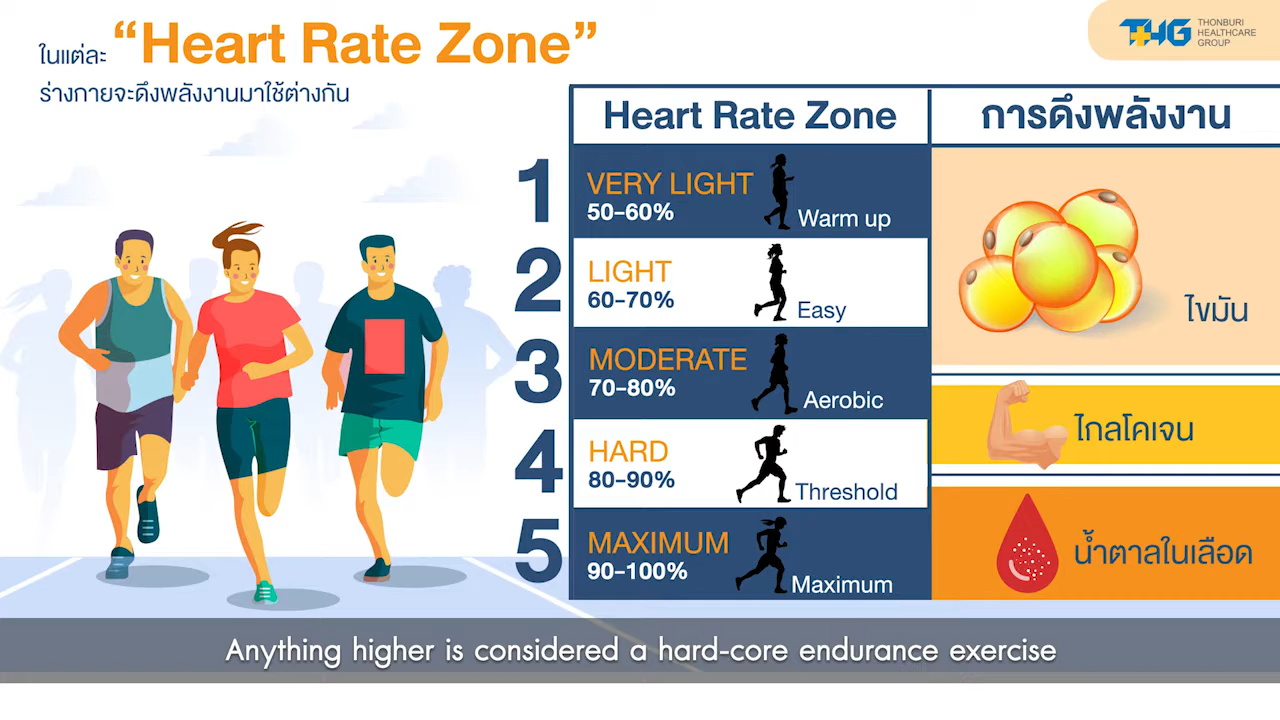 ในแต่ละ “Heart Rate Zone”
ร่างกายจะดึงพลังงานมาใช้ต่างกัน
THG
THONBURI
HEALTHCARE
GROUP
Heart Rate Zone
การดึงพลังงาน
1
VERY LIGHT
50-60%
Warm up
2
LIGHT
60-70%
Easy
ไขมัน
3
MODERATE
70-80%
Aerobic
4
HARD
80-90%
Threshold
ไกลโคเจน
5
MAXIMUM
90-100%
Maximum
น้ำตาลในเลือด
Anything higher is considered a hard-core endurance exercise